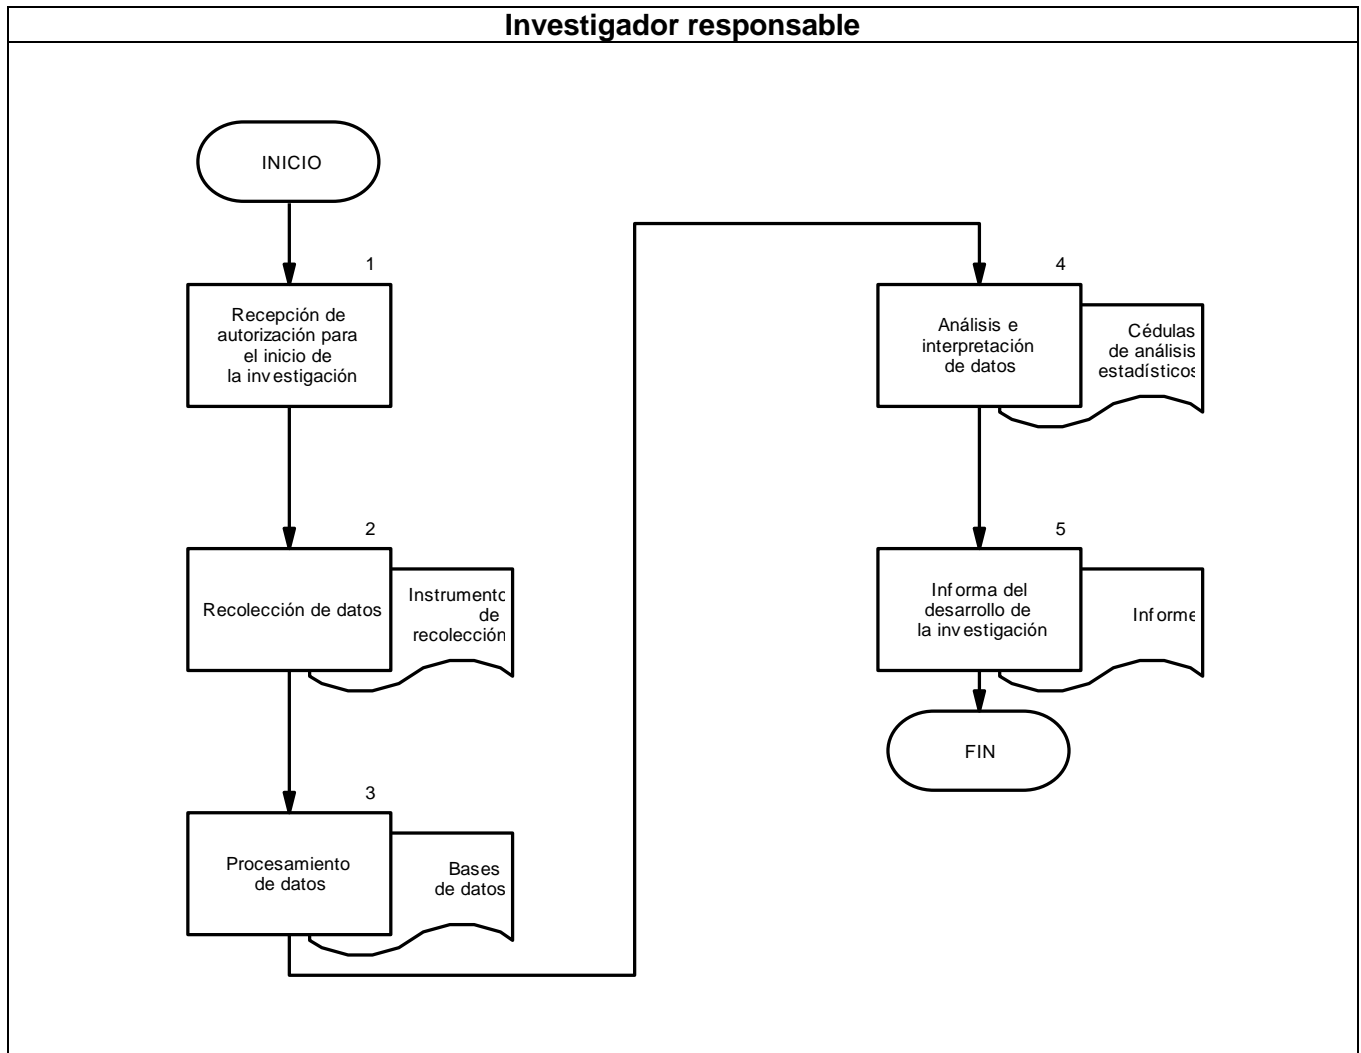 Investigador responsable
INICIO
1
Recepción de
autorización para
el inicio de
la investigación
2
Recolección de datos
Instrumento
de
recolección
3
Procesamiento
de datos
Bases
de datos
4
Análisis e
interpretación
de datos
Cédulas
de análisis
estadísticos
5
Informa del
desarrollo de
la investigación
Informe
FIN